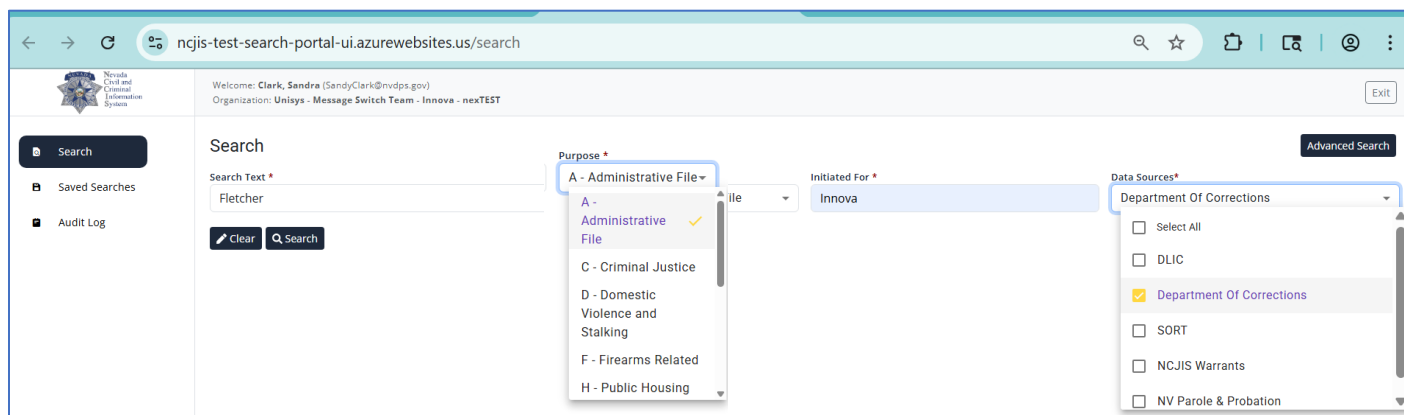 ncjis-test-search-portal-ui.azurewebsites.us/search
Nevada
Civil and
Criminal
Information
System
Welcome: Clark, Sandra (SandyClark@nvdps.gov)
Organization: Unisys - Message Switch Team - Innova - nexTEST
Exit
Search
Saved Searches
Audit Log
Search
Advanced Search
Search Text *
Fletcher
Clear
Search
Purpose *
A - Administrative File
ile
A -
Administrative
File
C - Criminal Justice
D - Domestic
Violence and
Stalking
F - Firearms Related
H - Public Housing
Initiated For *
Innova
Data Sources*
Department Of Corrections
Select All
DLIC
Department Of Corrections
SORT
NCJIS Warrants
NV Parole & Probation